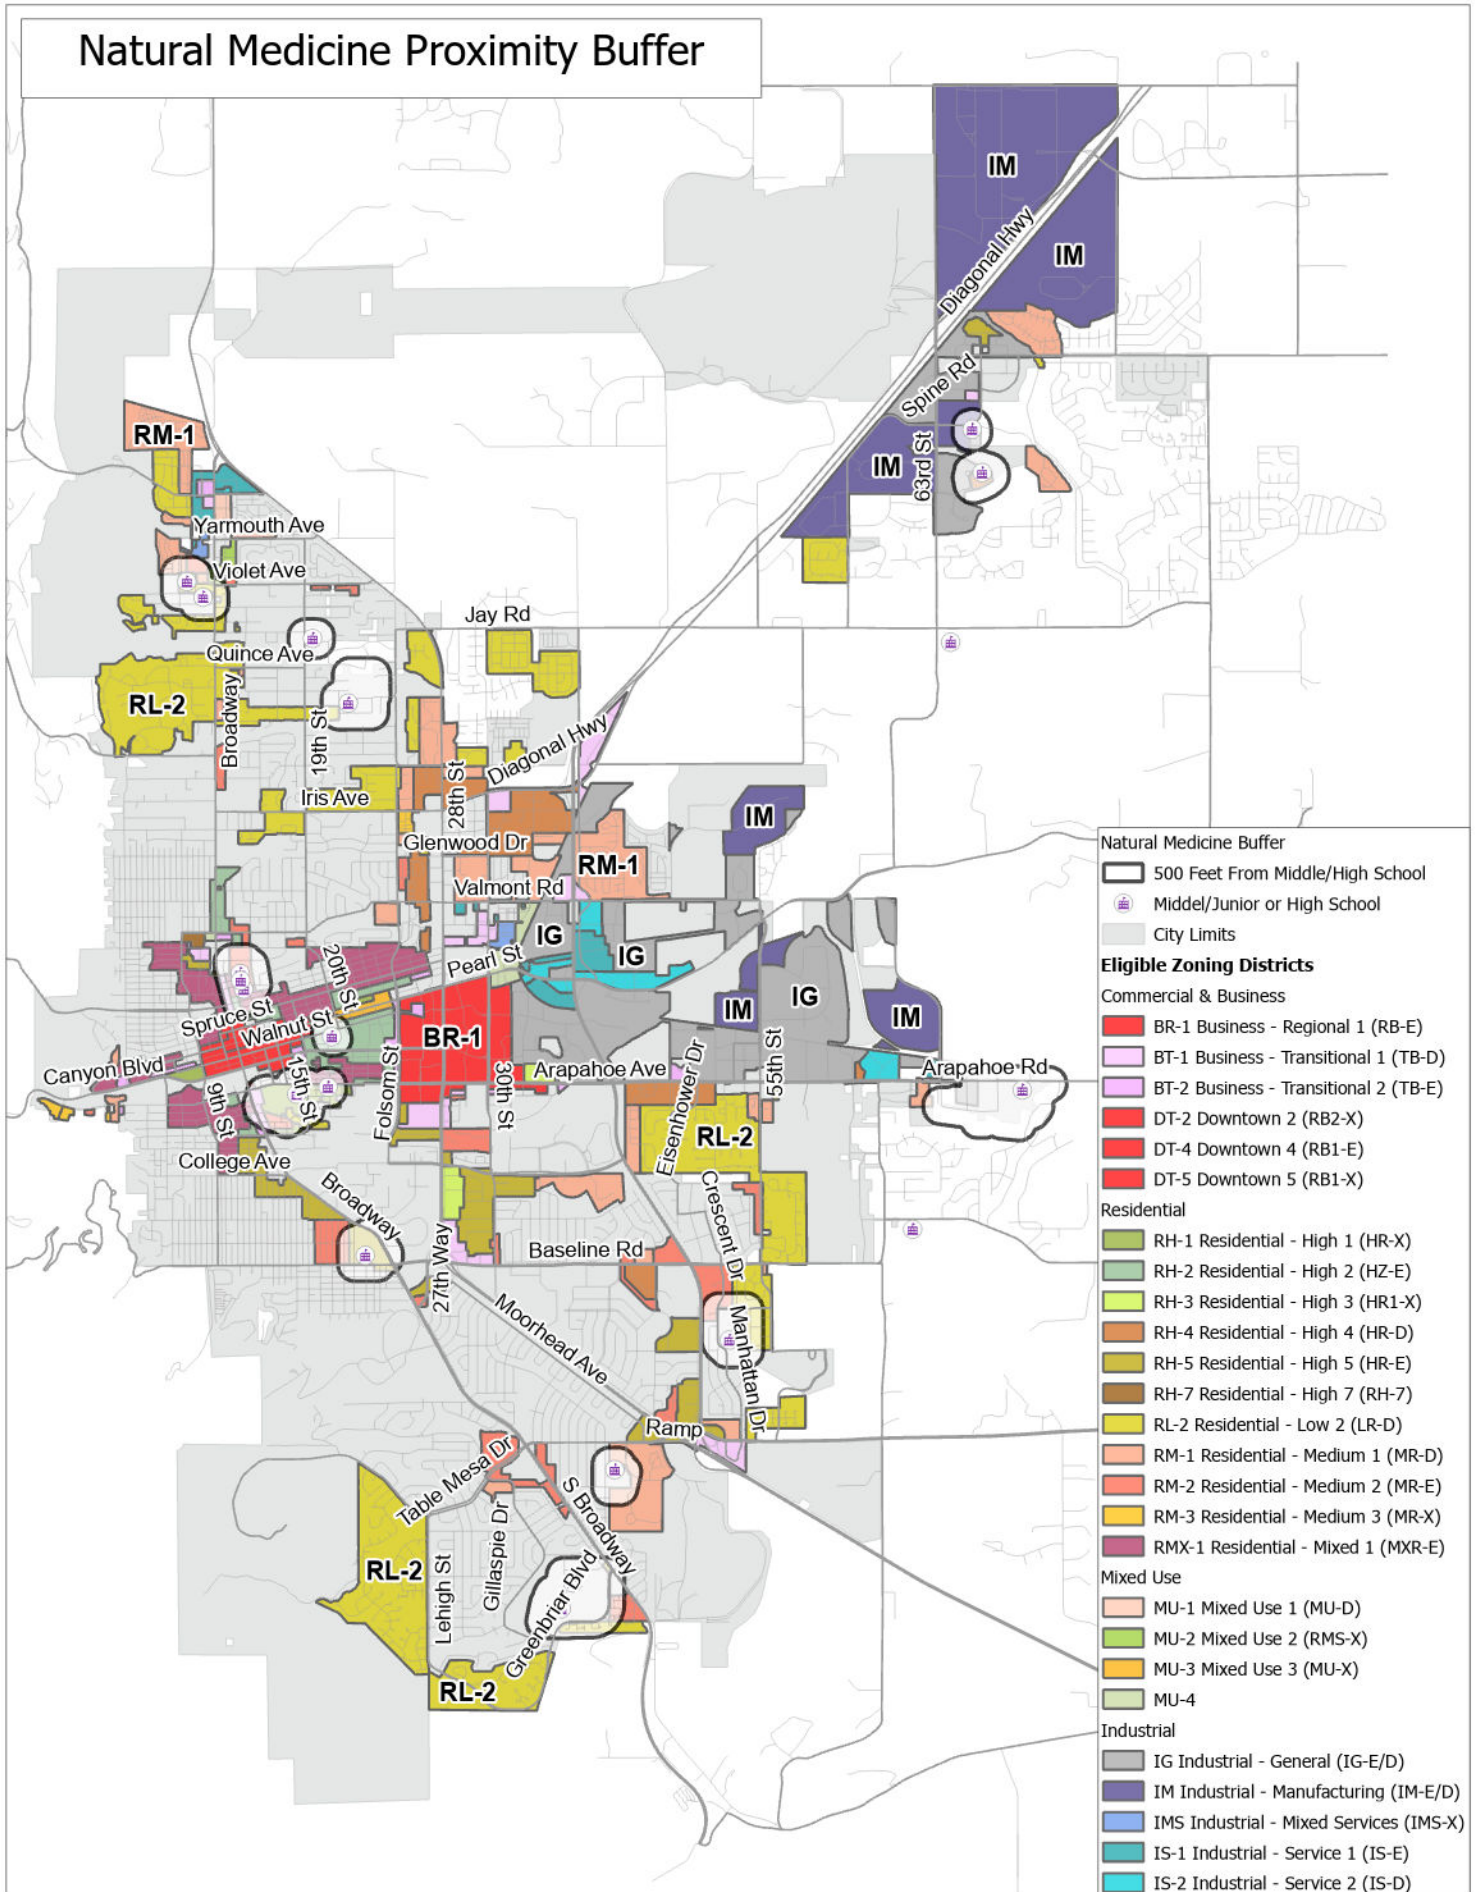 Natural Medicine Proximity Buffer
IM
IM
Diagonal Hwy
Spine Rd
RM-1
IM
63rd St
Yarmouth Ave
Violet Ave
Jay Rd
Quince Ave
RL-2
Broadway
19th St
Diagonal Hwy
28th St
Iris Ave
IM
Glenwood Dr
RM-1
Valmont Rd
IG
IG
20th St
Pearl St
IG
Spruce St
Walnut St
BR-1
IM
IM
Canyon Blvd
15th St
9th St
Folsom St
30th St
Arapahoe Ave
Eisenhower Dr
55th St
Arapahoe Rd
RL-2
College Ave
Broadway
Crescent Dr
27th Way
Baseline Rd
Moorhead Ave
Manhattan Dr
Ramp
Table Mesa Dr
S Broadway
Gillaspie Dr
RL-2
Lehigh St
Greenbriar Blvd
RL-2
Natural Medicine Buffer
500 Feet From Middle/High School
Middel/Junior or High School
City Limits
Eligible Zoning Districts
Commercial & Business
BR-1 Business - Regional 1 (RB-E)
BT-1 Business - Transitional 1 (TB-D)
BT-2 Business - Transitional 2 (TB-E)
DT-2 Downtown 2 (RB2-X)
DT-4 Downtown 4 (RB1-E)
DT-5 Downtown 5 (RB1-X)
Residential
RH-1 Residential - High 1 (HR-X)
RH-2 Residential - High 2 (HZ-E)
RH-3 Residential - High 3 (HR1-X)
RH-4 Residential - High 4 (HR-D)
RH-5 Residential - High 5 (HR-E)
RH-7 Residential - High 7 (RH-7)
RL-2 Residential - Low 2 (LR-D)
RM-1 Residential - Medium 1 (MR-D)
RM-2 Residential - Medium 2 (MR-E)
RM-3 Residential - Medium 3 (MR-X)
RMX-1 Residential - Mixed 1 (MXR-E)
Mixed Use
MU-1 Mixed Use 1 (MU-D)
MU-2 Mixed Use 2 (RMS-X)
MU-3 Mixed Use 3 (MU-X)
MU-4
Industrial
IG Industrial - General (IG-E/D)
IM Industrial - Manufacturing (IM-E/D)
IMS Industrial - Mixed Services (IMS-X)
IS-1 Industrial - Service 1 (IS-E)
IS-2 Industrial - Service 2 (IS-D)